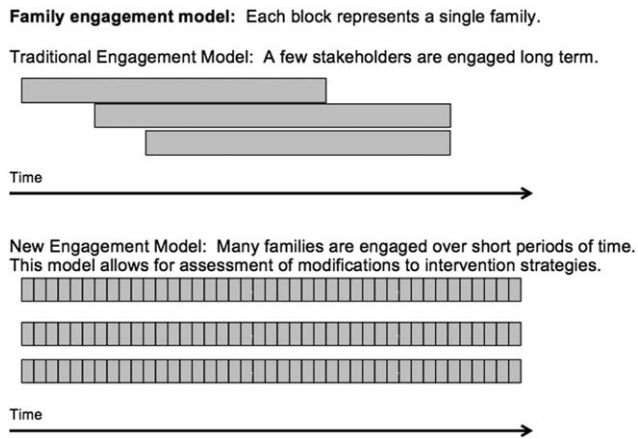 Family engagement model: Each block represents a single family.
Traditional Engagement Model: A few stakeholders are engaged long term.
Time
New Engagement Model: Many families are engaged over short periods of time.
This model allows for assessment of modifications to intervention strategies.
Time